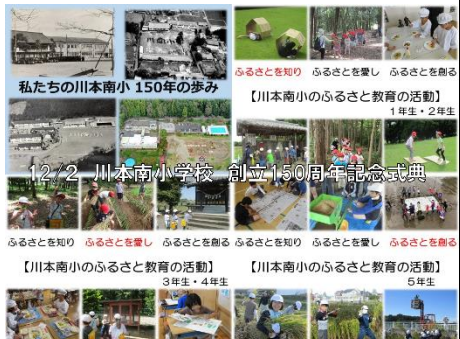 私たちの川本南小 150年の歩み
ふるさとを知り ふるさとを愛し ふるさとを創る
【川本南小のふるさと教育の活動】
1年生・2年生
12/2 川本南小学校 創立150周年記念式典
ふるさとを知り ふるさとを愛し ふるさとを創る
【川本南小のふるさと教育の活動】
3年生・4年生
ふるさとを知り ふるさとを愛し ふるさとを創る
【川本南小のふるさと教育の活動】
5年生